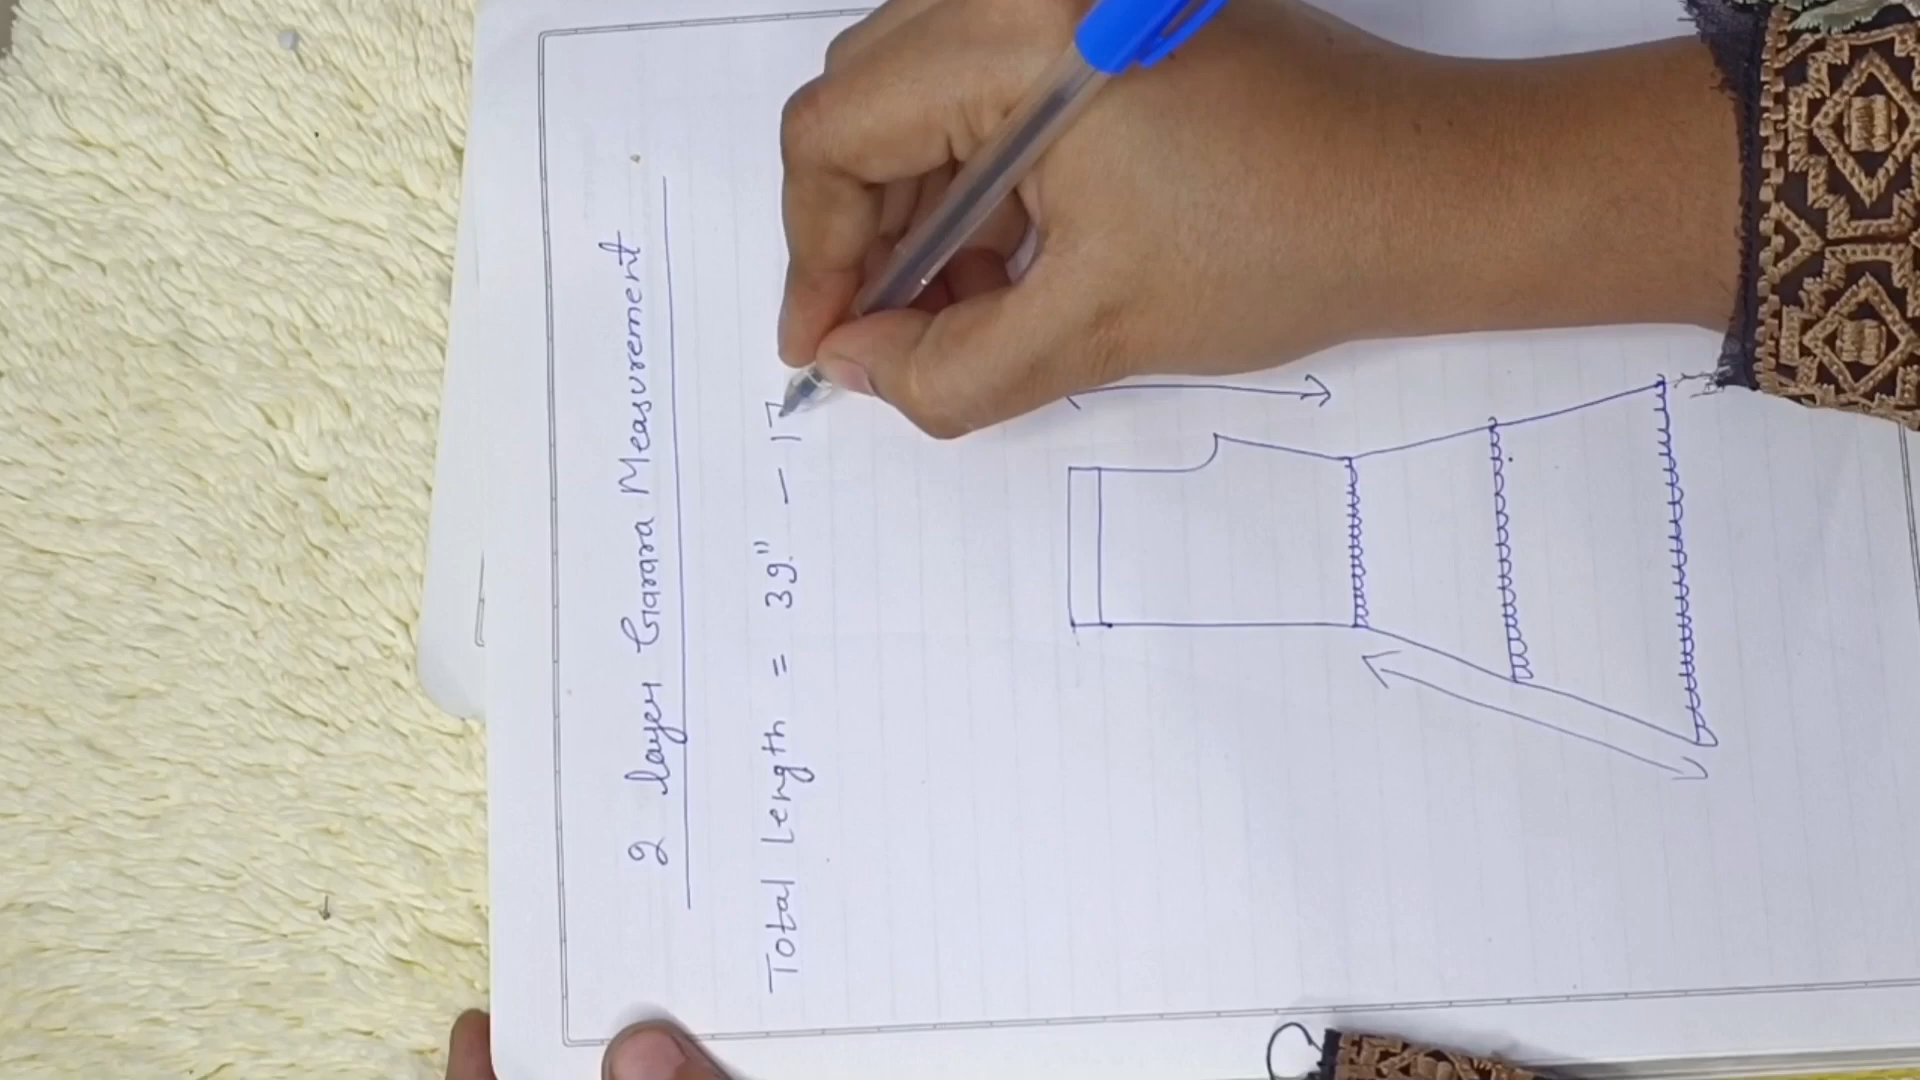 2 layer Garara Measurement
Total Length = 39" - 17